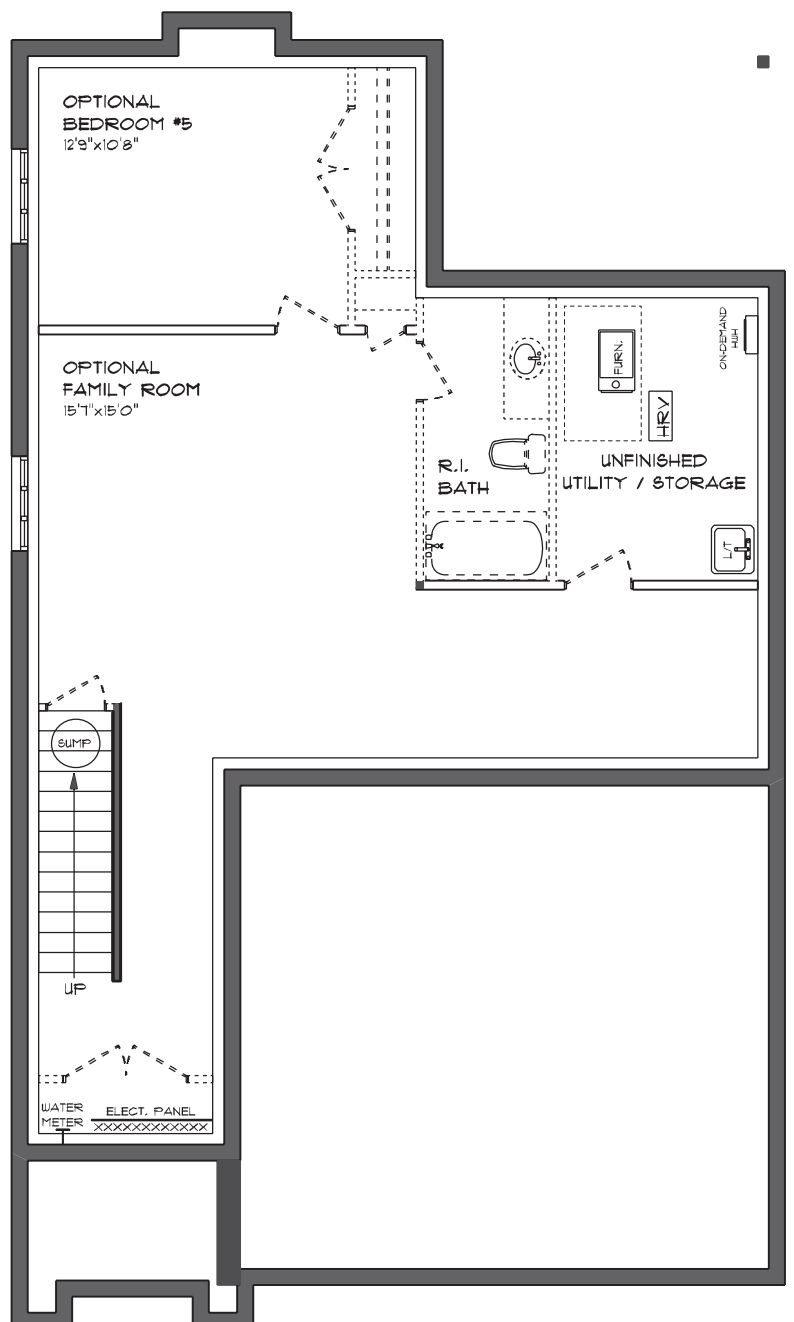 OPTIONAL
BEDROOM #5
12'9"x10'8"
OPTIONAL
FAMILY ROOM
15'7"x15'0"
FURN.
ON-DEMAND
HWH
HRV
R.I.
BATH
UNFINISHED
UTILITY / STORAGE
L/T
SUMP
UP
WATER
METER
ELECT. PANEL